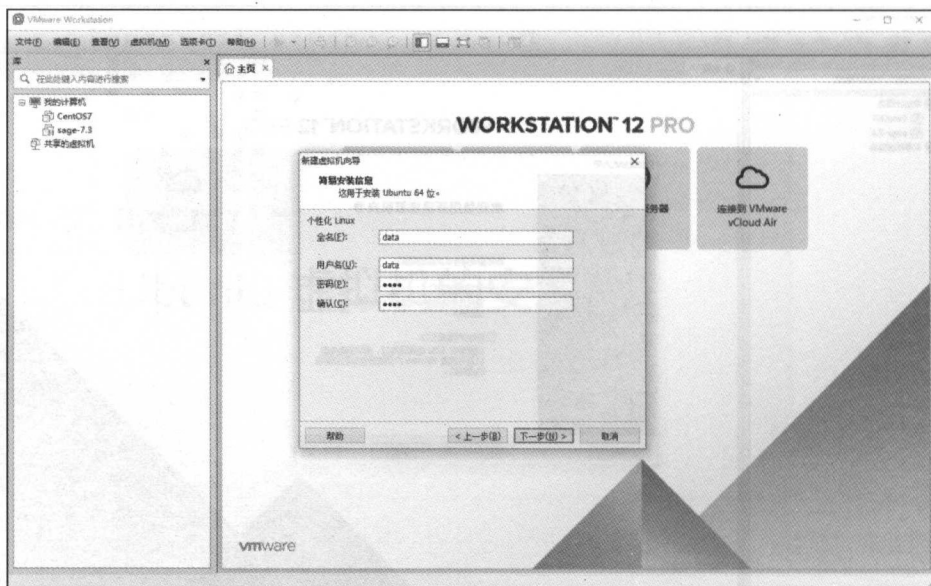 VMware Workstation
文件(F) 编辑(E) 查看(V) 虚拟机(M) 选项卡(T) 帮助(H)
库
在此处键入内容进行搜索
我的计算机
CentOS7
sage-7.3
共享的虚拟机
主页
WORKSTATION™ 12 PRO
务器
连接到 VMware
vCloud Air
新建虚拟机向导
简易安装信息
这用于安装 Ubuntu 64 位。
个性化 Linux
全名(F): data
用户名(U): data
密码(P): ●●●●
确认(C): ●●●●
帮助
< 上一步(B)
下一步(N) >
取消
vmware